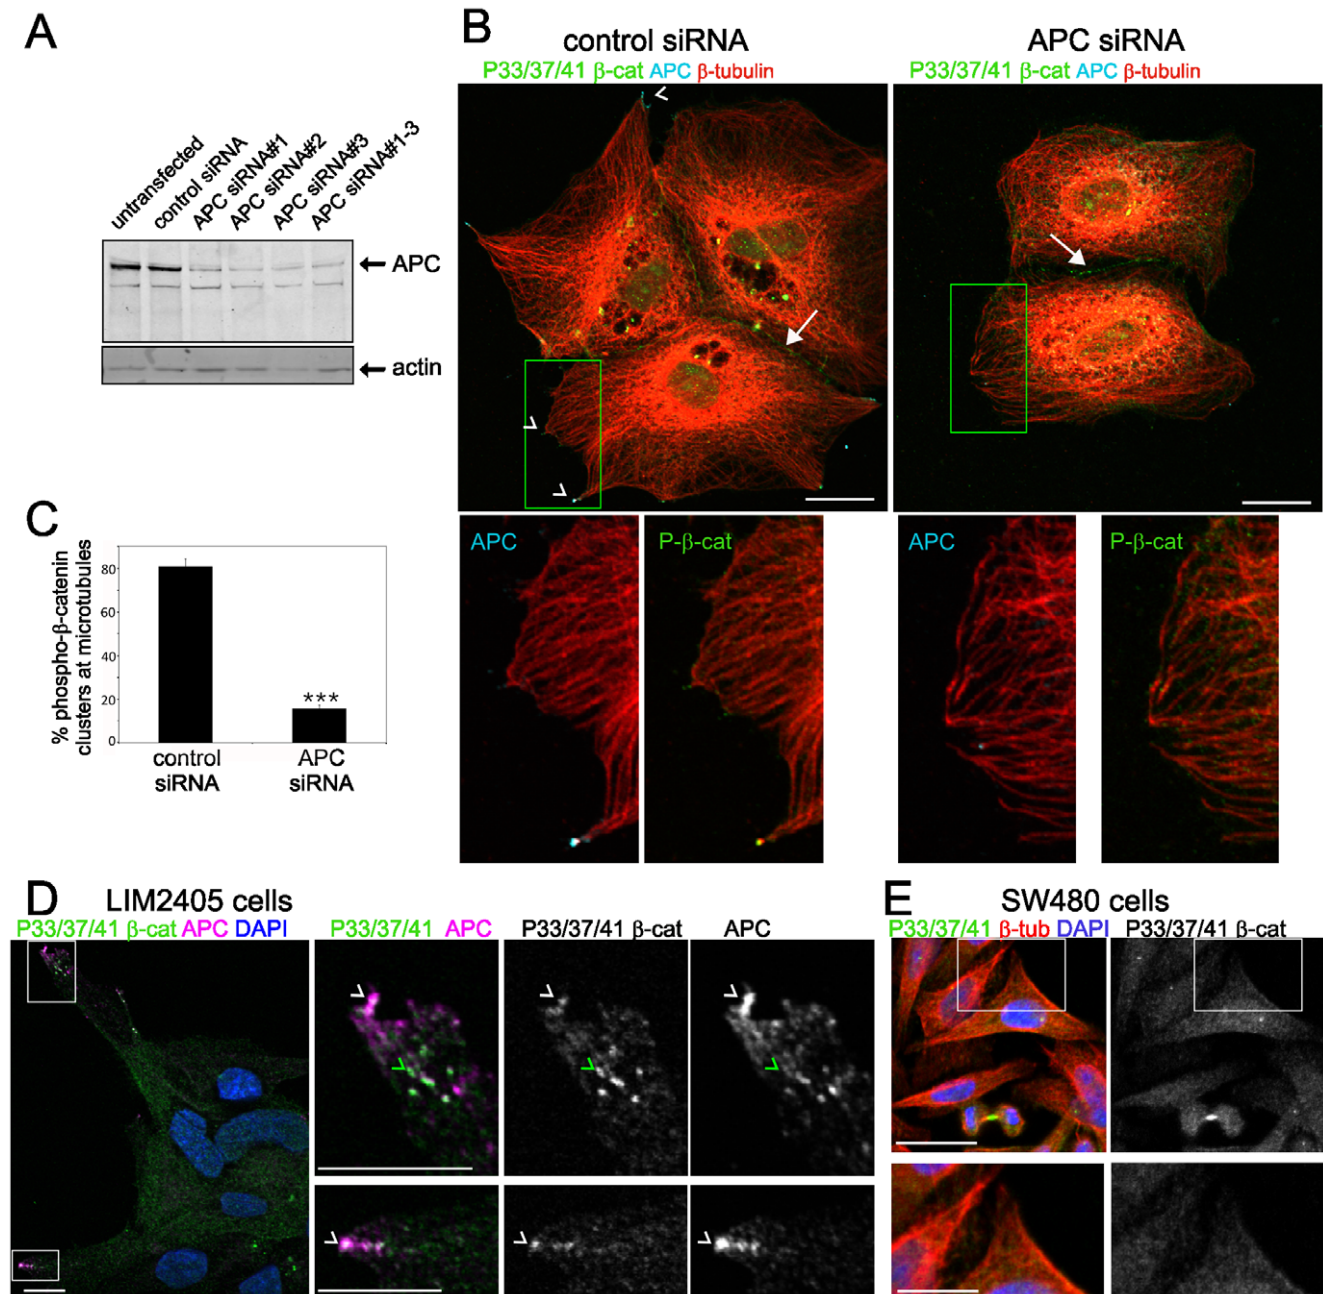 A
untransfected
control siRNA
APC siRNA#1
APC siRNA#2
APC siRNA#3
APC siRNA#1-3
APC
actin
B
control siRNA
P33/37/41 β-cat APC β-tubulin
APC siRNA
P33/37/41 β-cat APC β-tubulin
APC
P-β-cat
APC
P-β-cat
C
% phospho-β-catenin
clusters at microtubules
80
60
40
20
0
***
control
siRNA
APC
siRNA
D
LIM2405 cells
P33/37/41 β-cat APC DAPI
P33/37/41 APC
P33/37/41 β-cat
APC
E
SW480 cells
P33/37/41 β-tub DAPI
P33/37/41 β-cat